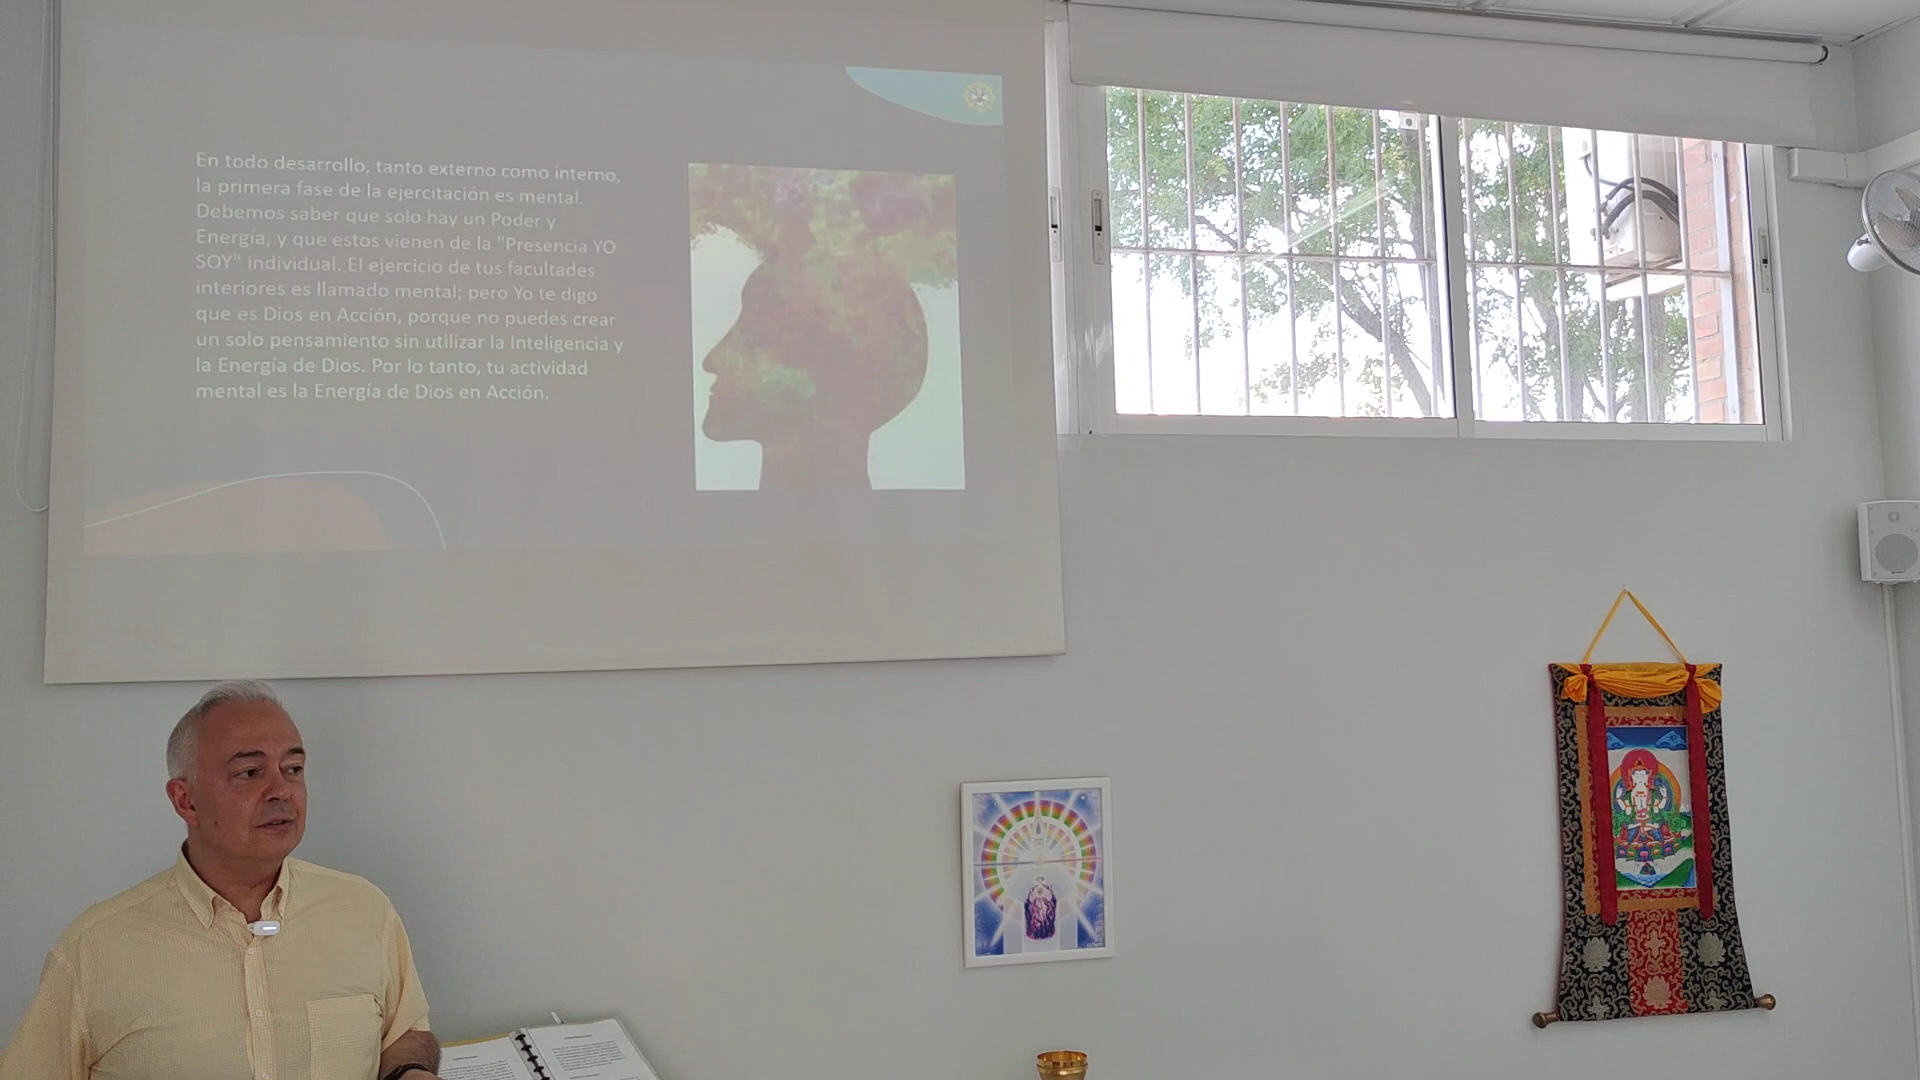 En todo desarrollo, tanto externo como interno,
la primera fase de la ejercitación es mental.
Debemos saber que solo hay un Poder y
Energía, y que estos vienen de la "Presencia YO
SOY" individual. El ejercicio de tus facultades
interiores es llamado mental; pero Yo te digo
que es Dios en Acción, porque no puedes crear
un solo pensamiento sin utilizar la Inteligencia y
la Energía de Dios. Por lo tanto, tu actividad
mental es la Energía de Dios en Acción.